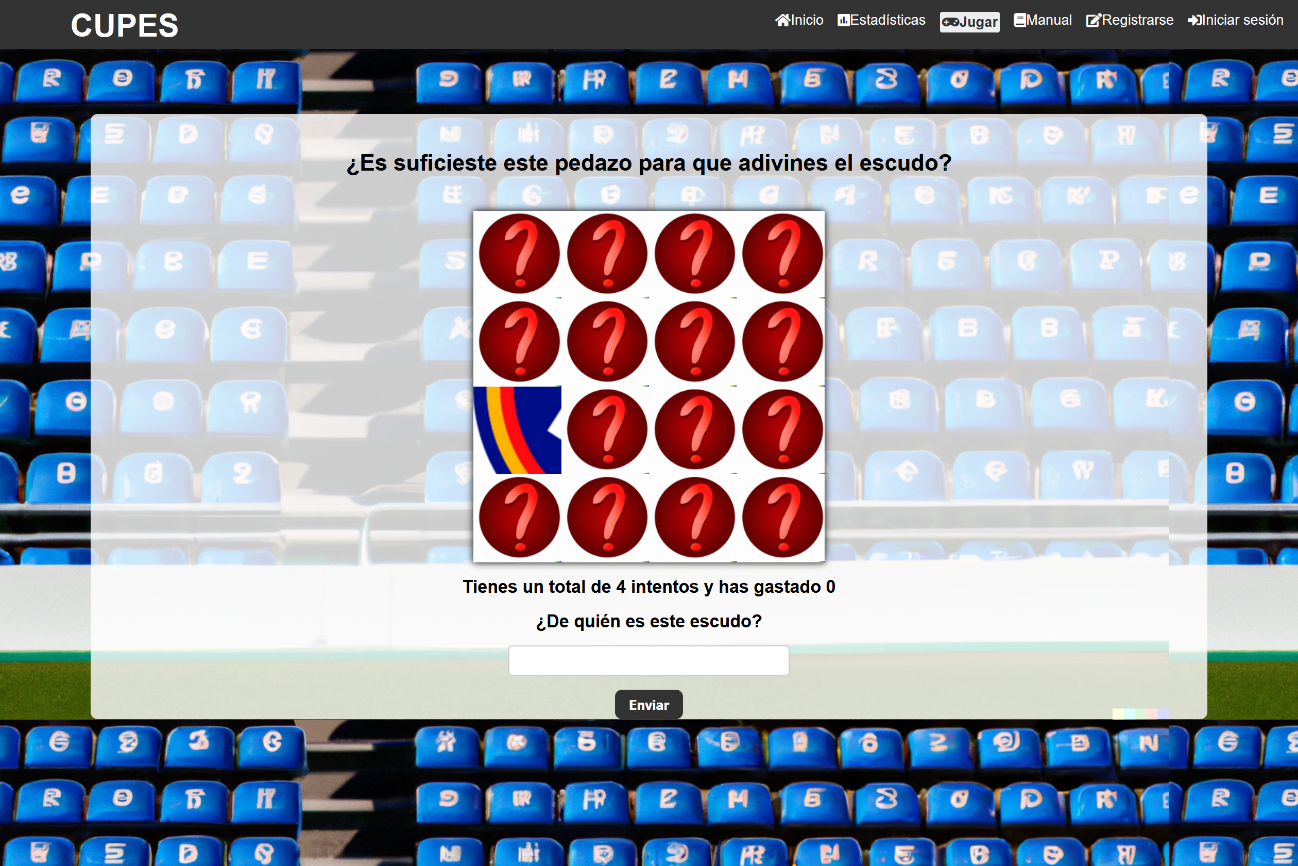 CUPES
Inicio Estadísticas Jugar Manual Registrarse Iniciar sesión
¿Es suficieste este pedazo para que adivines el escudo?
Tienes un total de 4 intentos y has gastado 0
¿De quién es este escudo?
Enviar